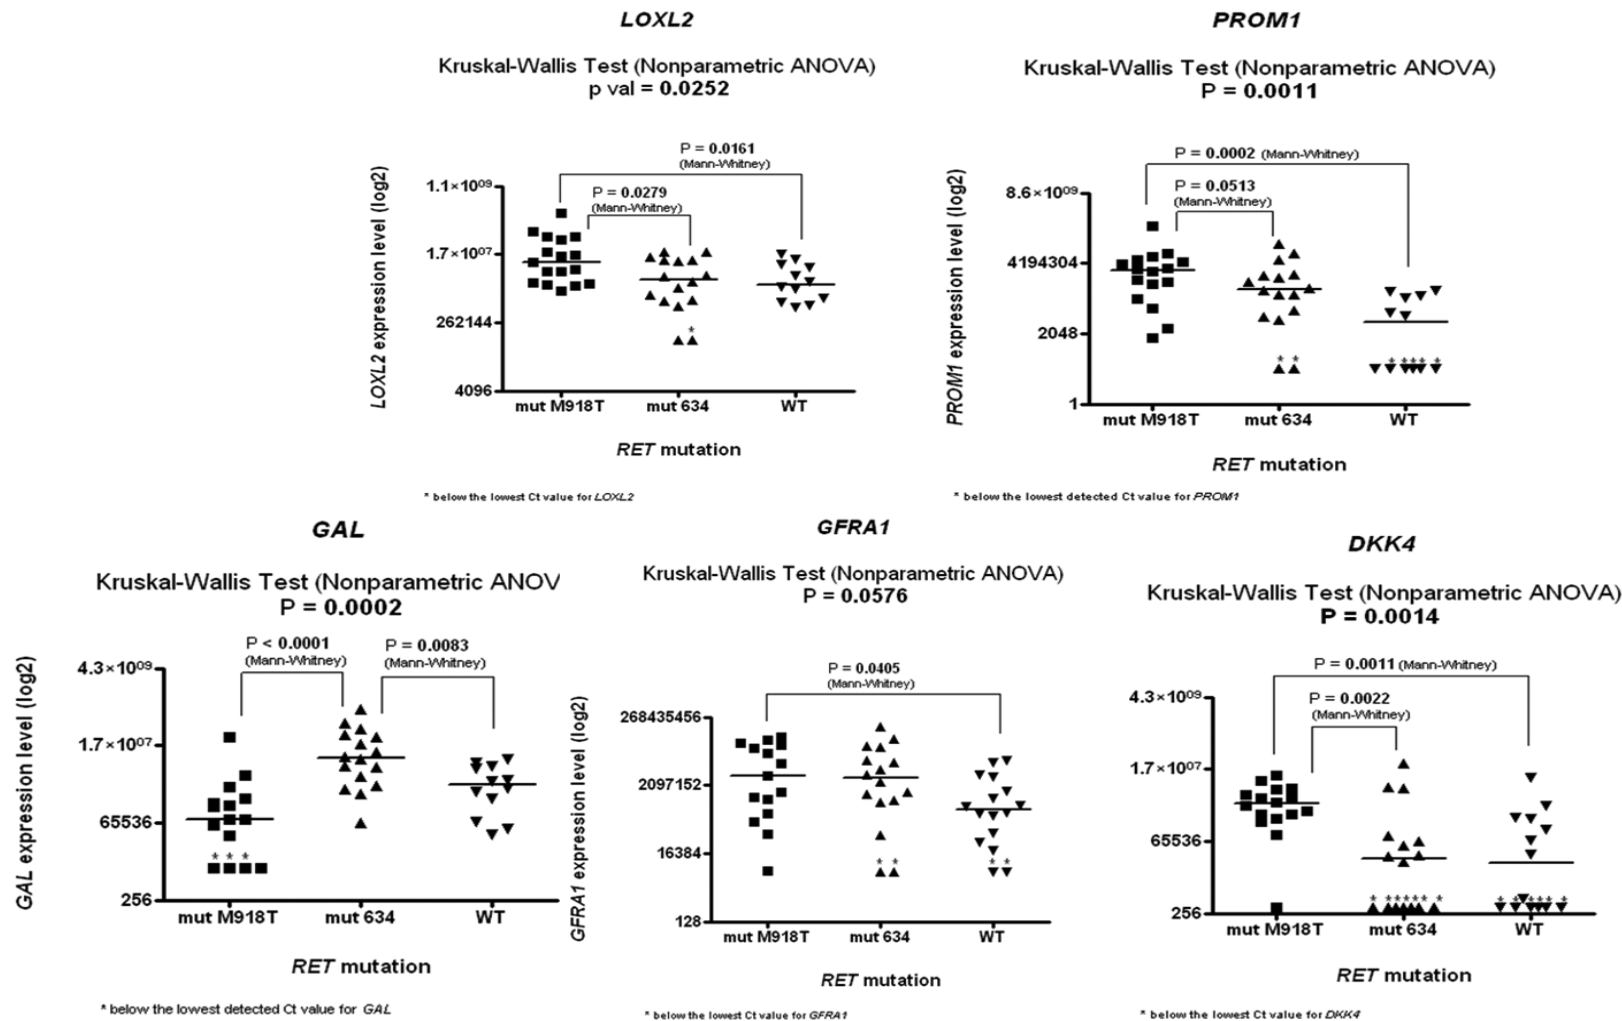 LOXL2
Kruskal-Wallis Test (Nonparametric ANOVA)
p val = 0.0252
P = 0.0161
(Mann-Whitney)
P = 0.0279
(Mann-Whitney)
LOXL2 expression level (log2)
1.1×10⁰⁹
1.7×10⁰⁷
262144
4096
*
mut M918T mut 634 WT
RET mutation
* below the lowest Ct value for LOXL2
PROM1
Kruskal-Wallis Test (Nonparametric ANOVA)
P = 0.0011
P = 0.0002 (Mann-Whitney)
P = 0.0513
(Mann-Whitney)
PROM1 expression level (log2)
8.6×10⁰⁹
4194304
2048
1
* * * * * * * *
mut M918T mut 634 WT
RET mutation
* below the lowest detected Ct value for PROM1
GAL
Kruskal-Wallis Test (Nonparametric ANOV
P = 0.0002
P < 0.0001
(Mann-Whitney)
P = 0.0083
(Mann-Whitney)
GAL expression level (log2)
4.3×10⁰⁹
1.7×10⁰⁷
65536
256
* * *
mut M918T mut 634 WT
RET mutation
* below the lowest detected Ct value for GAL
GFRA1
Kruskal-Wallis Test (Nonparametric ANOVA)
P = 0.0576
P = 0.0405
(Mann-Whitney)
GFRA1 expression level (log2)
268435456
2097152
16384
128
* * * *
mut M918T mut 634 WT
RET mutation
* below the lowest Ct value for GFRA1
DKK4
Kruskal-Wallis Test (Nonparametric ANOVA)
P = 0.0014
P = 0.0011 (Mann-Whitney)
P = 0.0022
(Mann-Whitney)
4.3×10⁰⁹
1.7×10⁰⁷
65536
256
* * * * * * * * * * * * * * *
mut M918T mut 634 WT
RET mutation
* below the lowest Ct value for DKK4